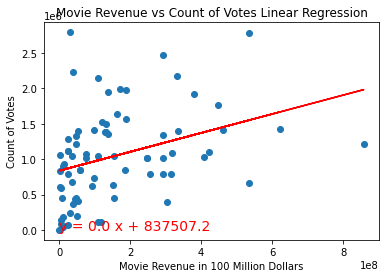 Movie Revenue vs Count of Votes Linear Regression
1e6
2.5
2.0
1.5
1.0
0.5
0.0
Count of Votes
y = 0.0 x + 837507.2
0 2 4 6 8
1e8
Movie Revenue in 100 Million Dollars